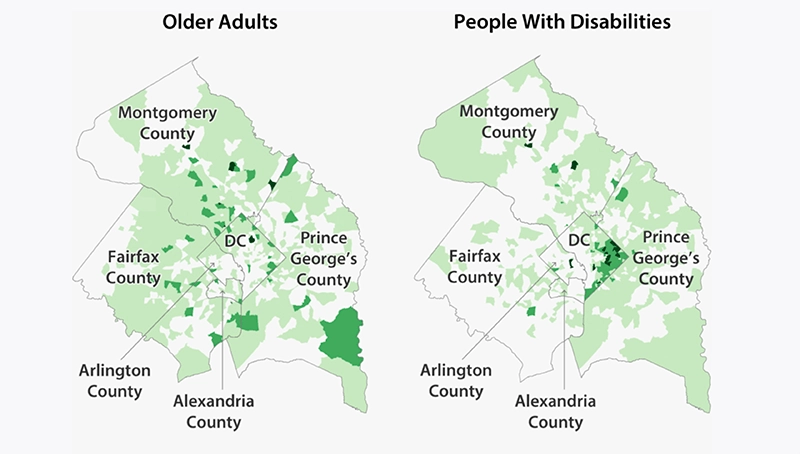 Older Adults
Montgomery
County
DC
Prince
George's
County
Fairfax
County
Arlington
County
Alexandria
County
People With Disabilities
Montgomery
County
DC
Prince
George's
County
Fairfax
County
Arlington
County
Alexandria
County